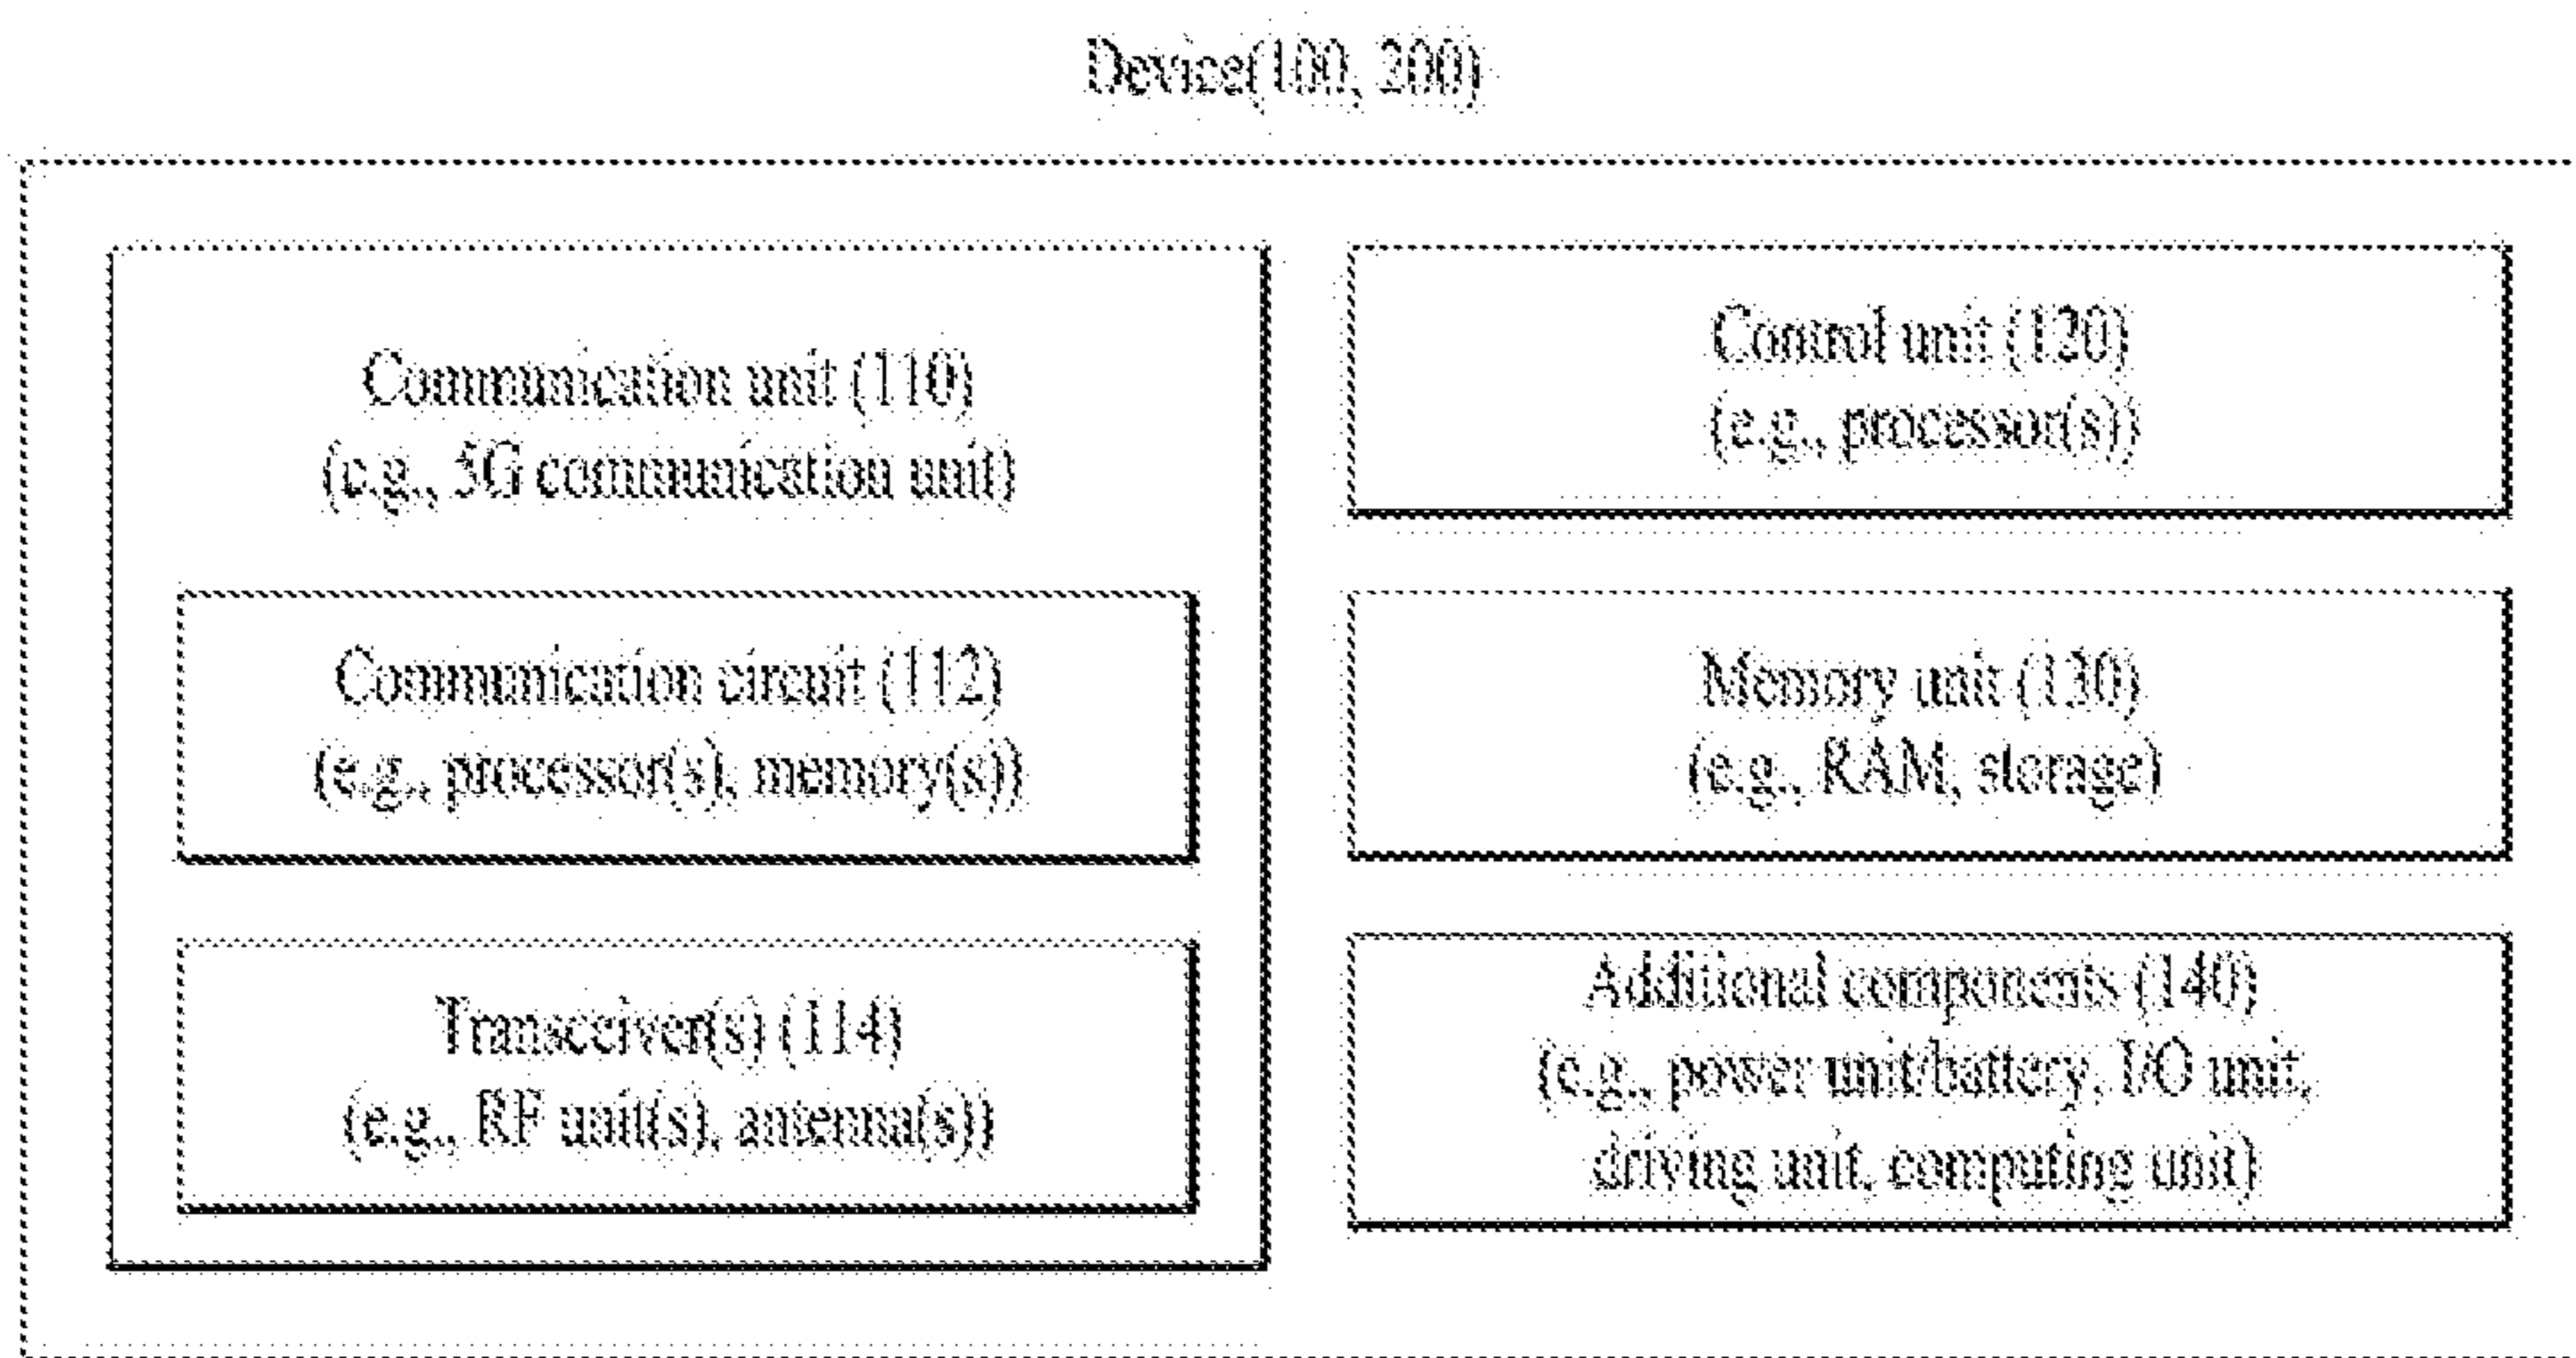 Device(100, 200)
Communication unit (110)
(e.g., 5G communication unit)
Communication circuit (112)
(e.g., processor(s), memory(s))
Transceiver(s) (114)
(e.g., RF unit(s), antenna(s))
Control unit (120)
(e.g., processor(s))
Memory unit (130)
(e.g., RAM, storage)
Additional components (140)
(e.g., power unit/battery, I/O unit,
driving unit, computing unit)